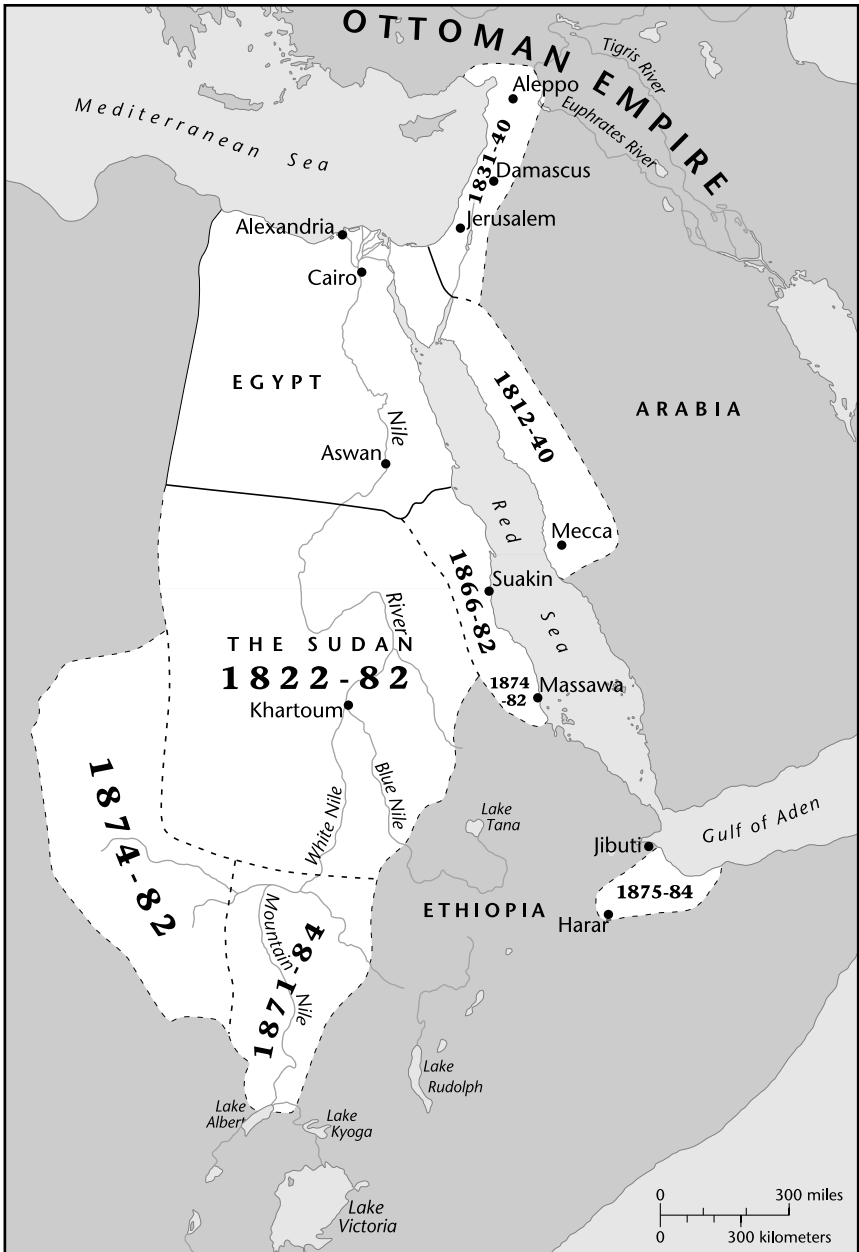 OTTOMAN EMPIRE
Tigris River
Euphrates River
Aleppo
Mediterranean Sea
1831-40
Damascus
Jerusalem
Alexandria
Cairo
EGYPT
1812-40
ARABIA
Nile
Aswan
Red Sea
Mecca
1866-82
Suakin
River
THE SUDAN
1822-82
1874
-82
Massawa
Khartoum
1874-82
White Nile
Blue Nile
Lake
Tana
Gulf of Aden
Jibuti
1875-84
ETHIOPIA
Harar
Mountain Nile
1871-84
Lake
Rudolph
Lake
Albert
Lake
Kyoga
Lake
Victoria
0 300 miles
0 300 kilometers